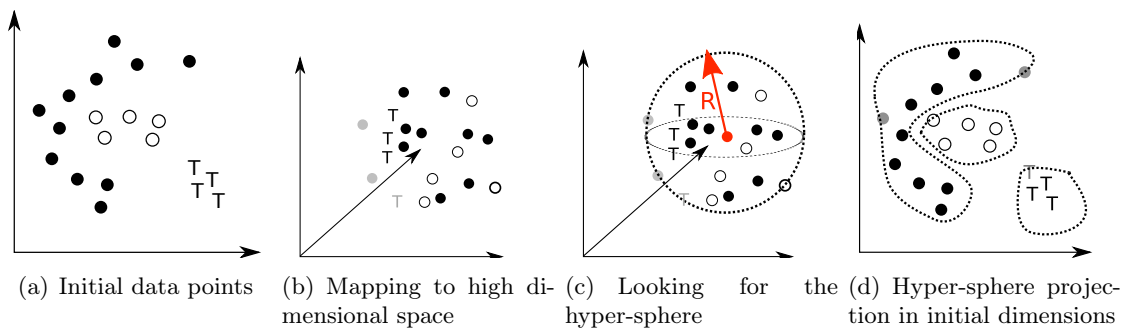 T
T
T
T
T
T
T
T
T
T
T
T
R
T
T
T
T
(a) Initial data points
(b) Mapping to high di-
mensional space
(c) Looking for the
hyper-sphere
(d) Hyper-sphere projec-
tion in initial dimensions